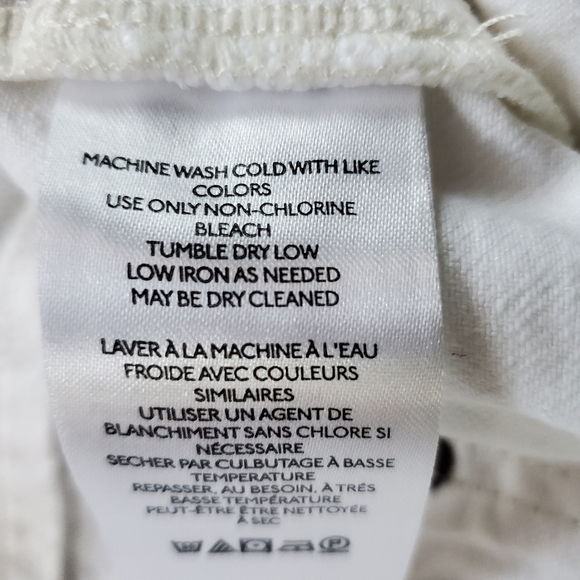 MACHINE WASH COLD WITH LIKE
COLORS
USE ONLY NON-CHLORINE
BLEACH
TUMBLE DRY LOW
LOW IRON AS NEEDED
MAY BE DRY CLEANED
LAVER À LA MACHINE À L'EAU
FROIDE AVEC COULEURS
SIMILAIRES
UTILISER UN AGENT DE
BLANCHIMENT SANS CHLORE SI
NÉCESSAIRE
SECHER PAR CULBUTAGE À BASSE
TEMPERATURE
REPASSER, AU BESOIN, À TRÉS
BASSE TEMPÉRATURE
PEUT-ÊTRE ÊTRE NETTOYÉE
À SEC